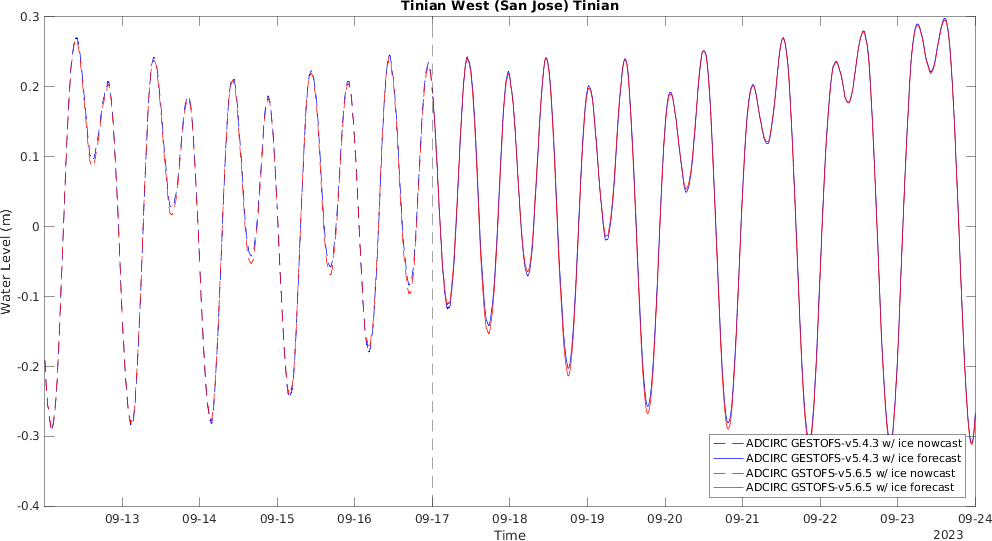 Tinian West (San Jose) Tinian
0.3
0.2
0.1
0
-0.1
-0.2
-0.3
-0.4
Water Level (m)
ADCIRC GESTOFS-v5.4.3 w/ ice nowcast
ADCIRC GESTOFS-v5.4.3 w/ ice forecast
ADCIRC GSTOFS-v5.6.5 w/ ice nowcast
ADCIRC GSTOFS-v5.6.5 w/ ice forecast
09-13 09-14 09-15 09-16 09-17 09-18 09-19 09-20 09-21 09-22 09-23 09-24
Time
2023